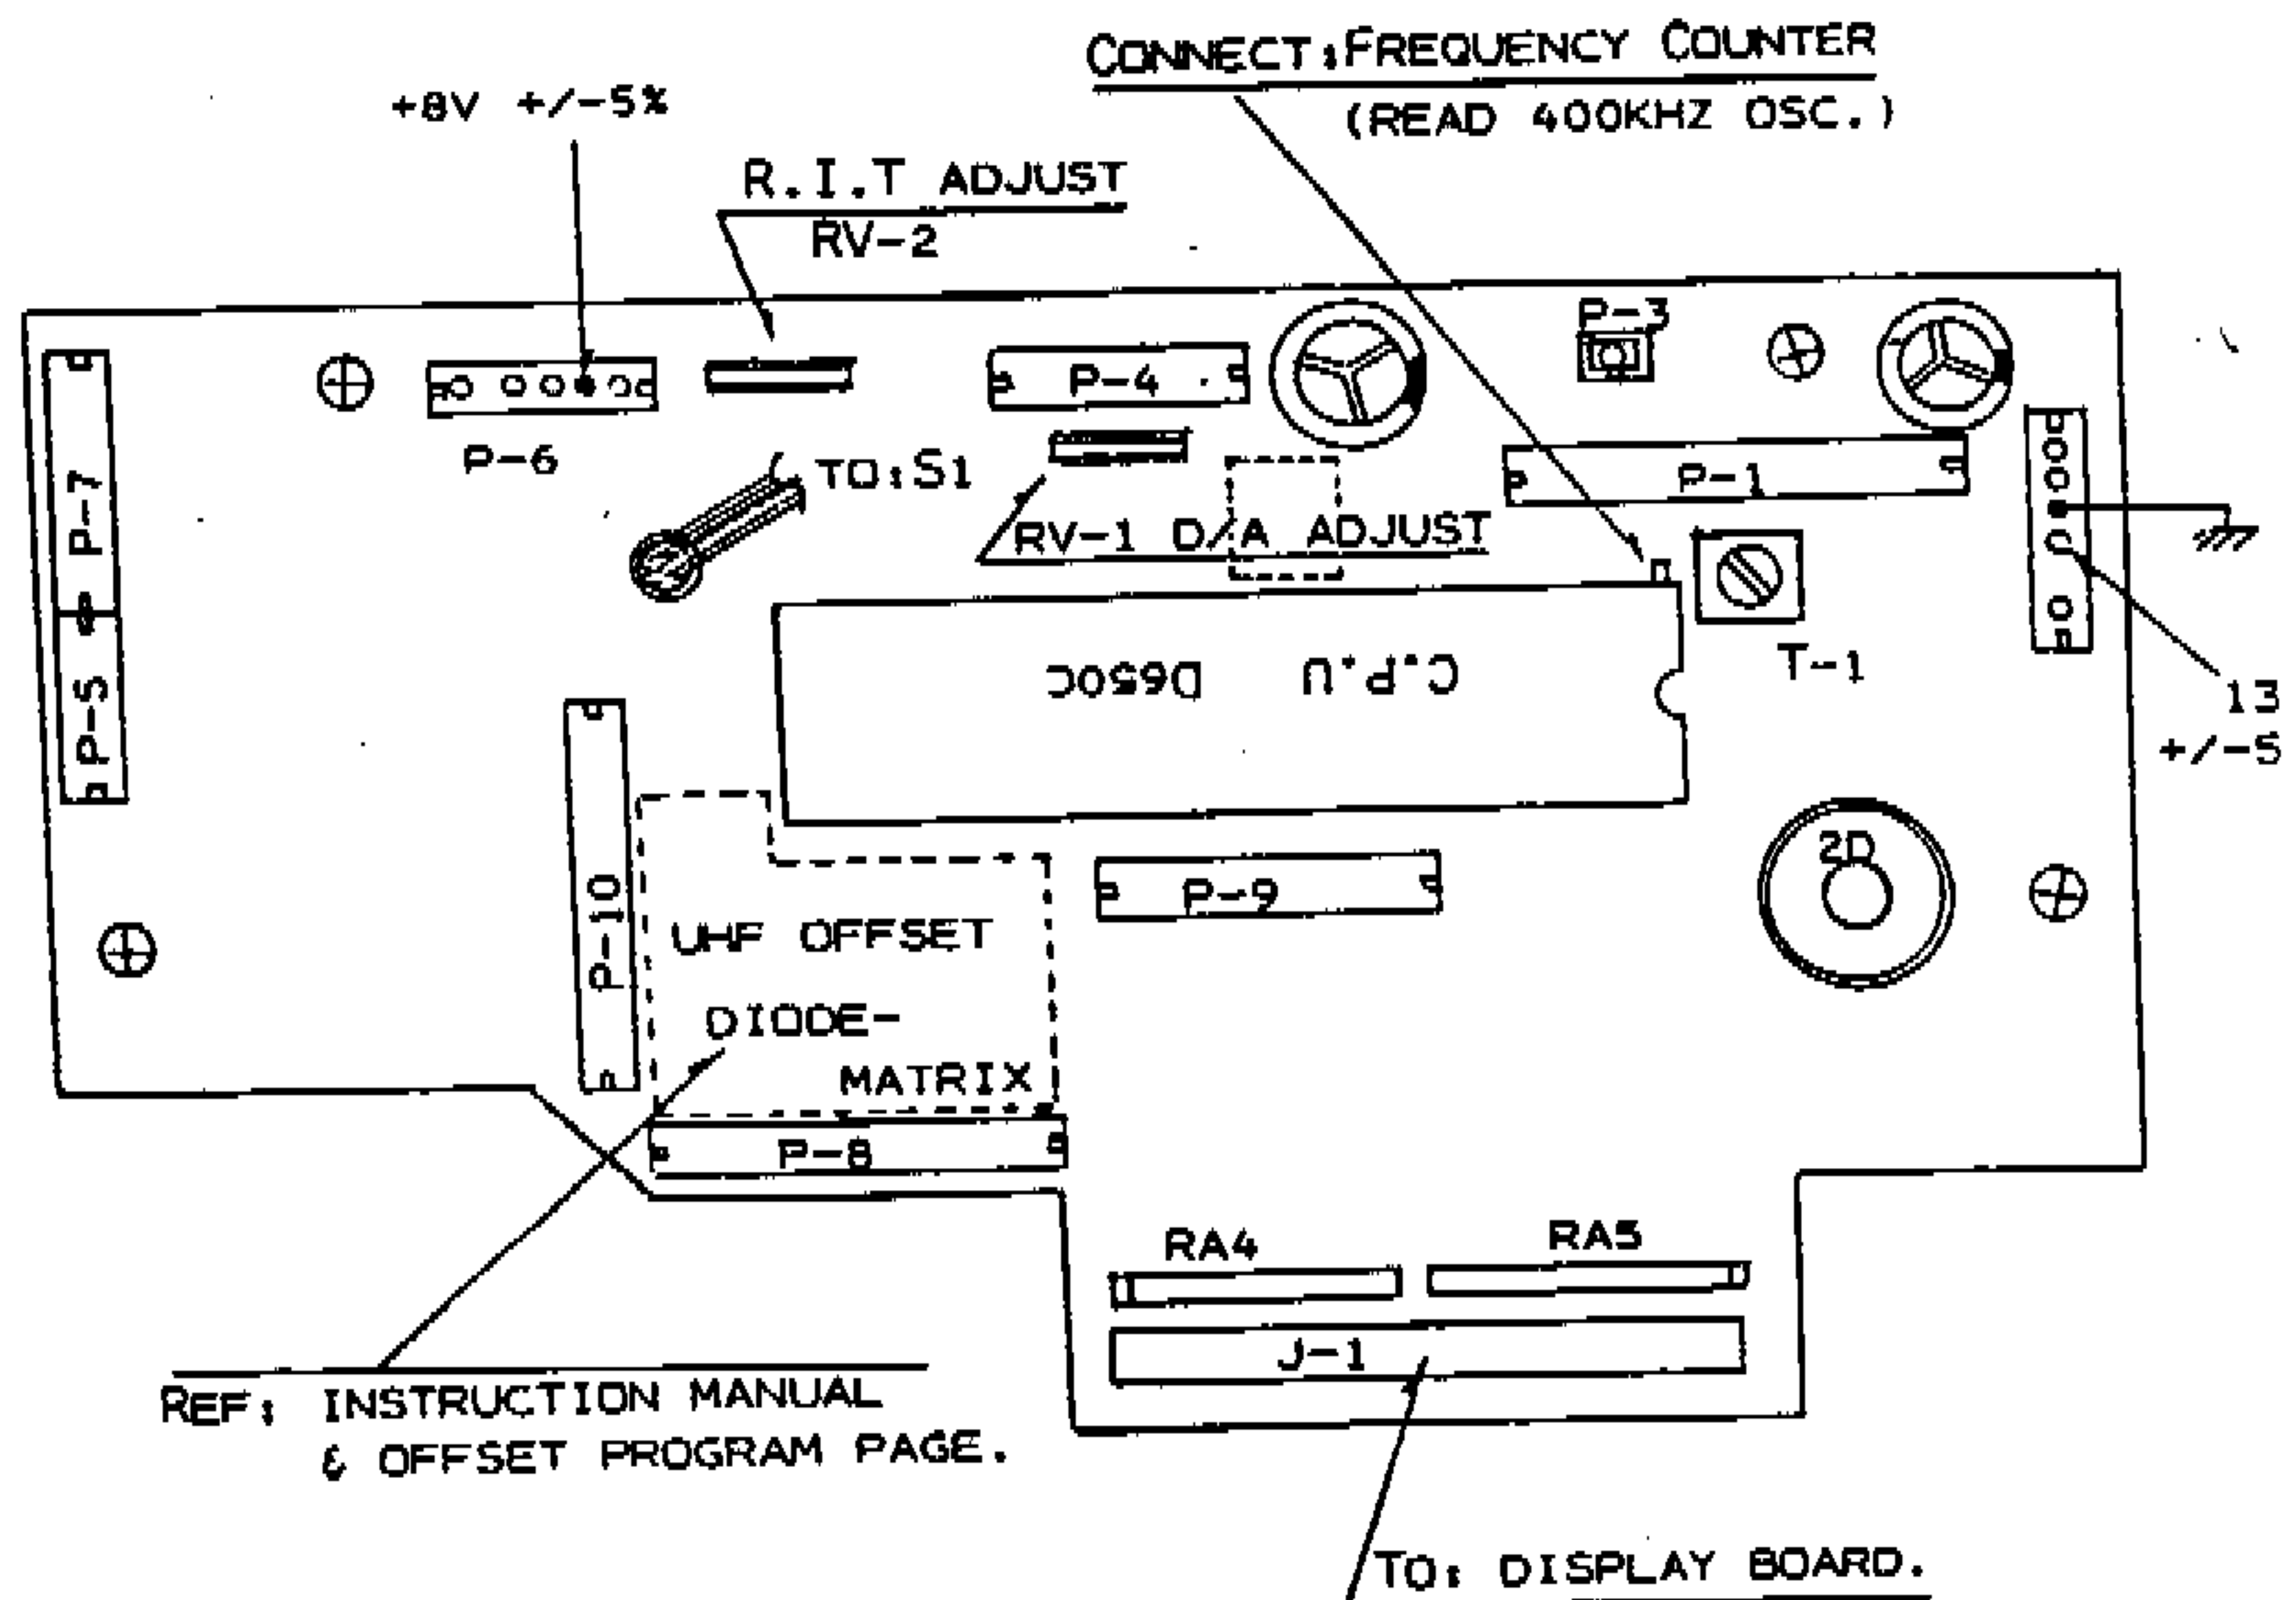 CONNECT:FREQUENCY COUNTER
(READ 400KHZ OSC.)
+8V +/-5%
R.I.T ADJUST
RV-2
P-3
P-4
P-6
TO:S1
P-1
P-7
RV-1 D/A ADJUST
C.P.U D650C
T-1
P-5
13
+/-5
P-10
2D
P-9
UHF OFFSET
DIODE-
MATRIX
P-8
RA4
RA5
J-1
REF: INSTRUCTION MANUAL
& OFFSET PROGRAM PAGE.
TO: DISPLAY BOARD.